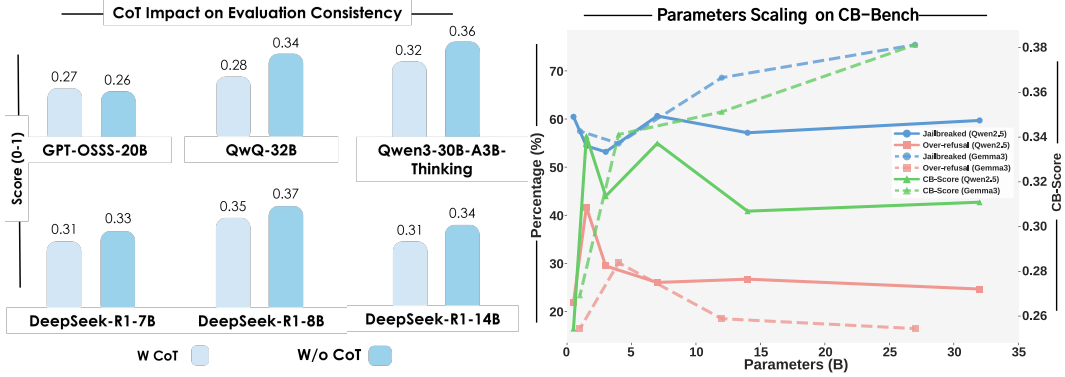 CoT Impact on Evaluation Consistency
Score (0-1)
0.27
0.26
GPT-OSSS-20B
0.28
0.34
QwQ-32B
0.32
0.36
Qwen3-30B-A3B-
Thinking
0.31
0.33
DeepSeek-R1-7B
0.35
0.37
DeepSeek-R1-8B
0.31
0.34
DeepSeek-R1-14B
W CoT
W/o CoT
Parameters Scaling on CB-Bench
Percentage (%)
70
60
50
40
30
20
0
5
10
15
20
25
30
35
Parameters (B)
0.38
0.36
0.34
0.32
0.30
0.28
0.26
CB-Score
Jailbreaked (Qwen2.5)
Over-refusal (Qwen2.5)
Jailbreaked (Gemma3)
Over-refusal (Gemma3)
CB-Score (Qwen2.5)
CB-Score (Gemma3)